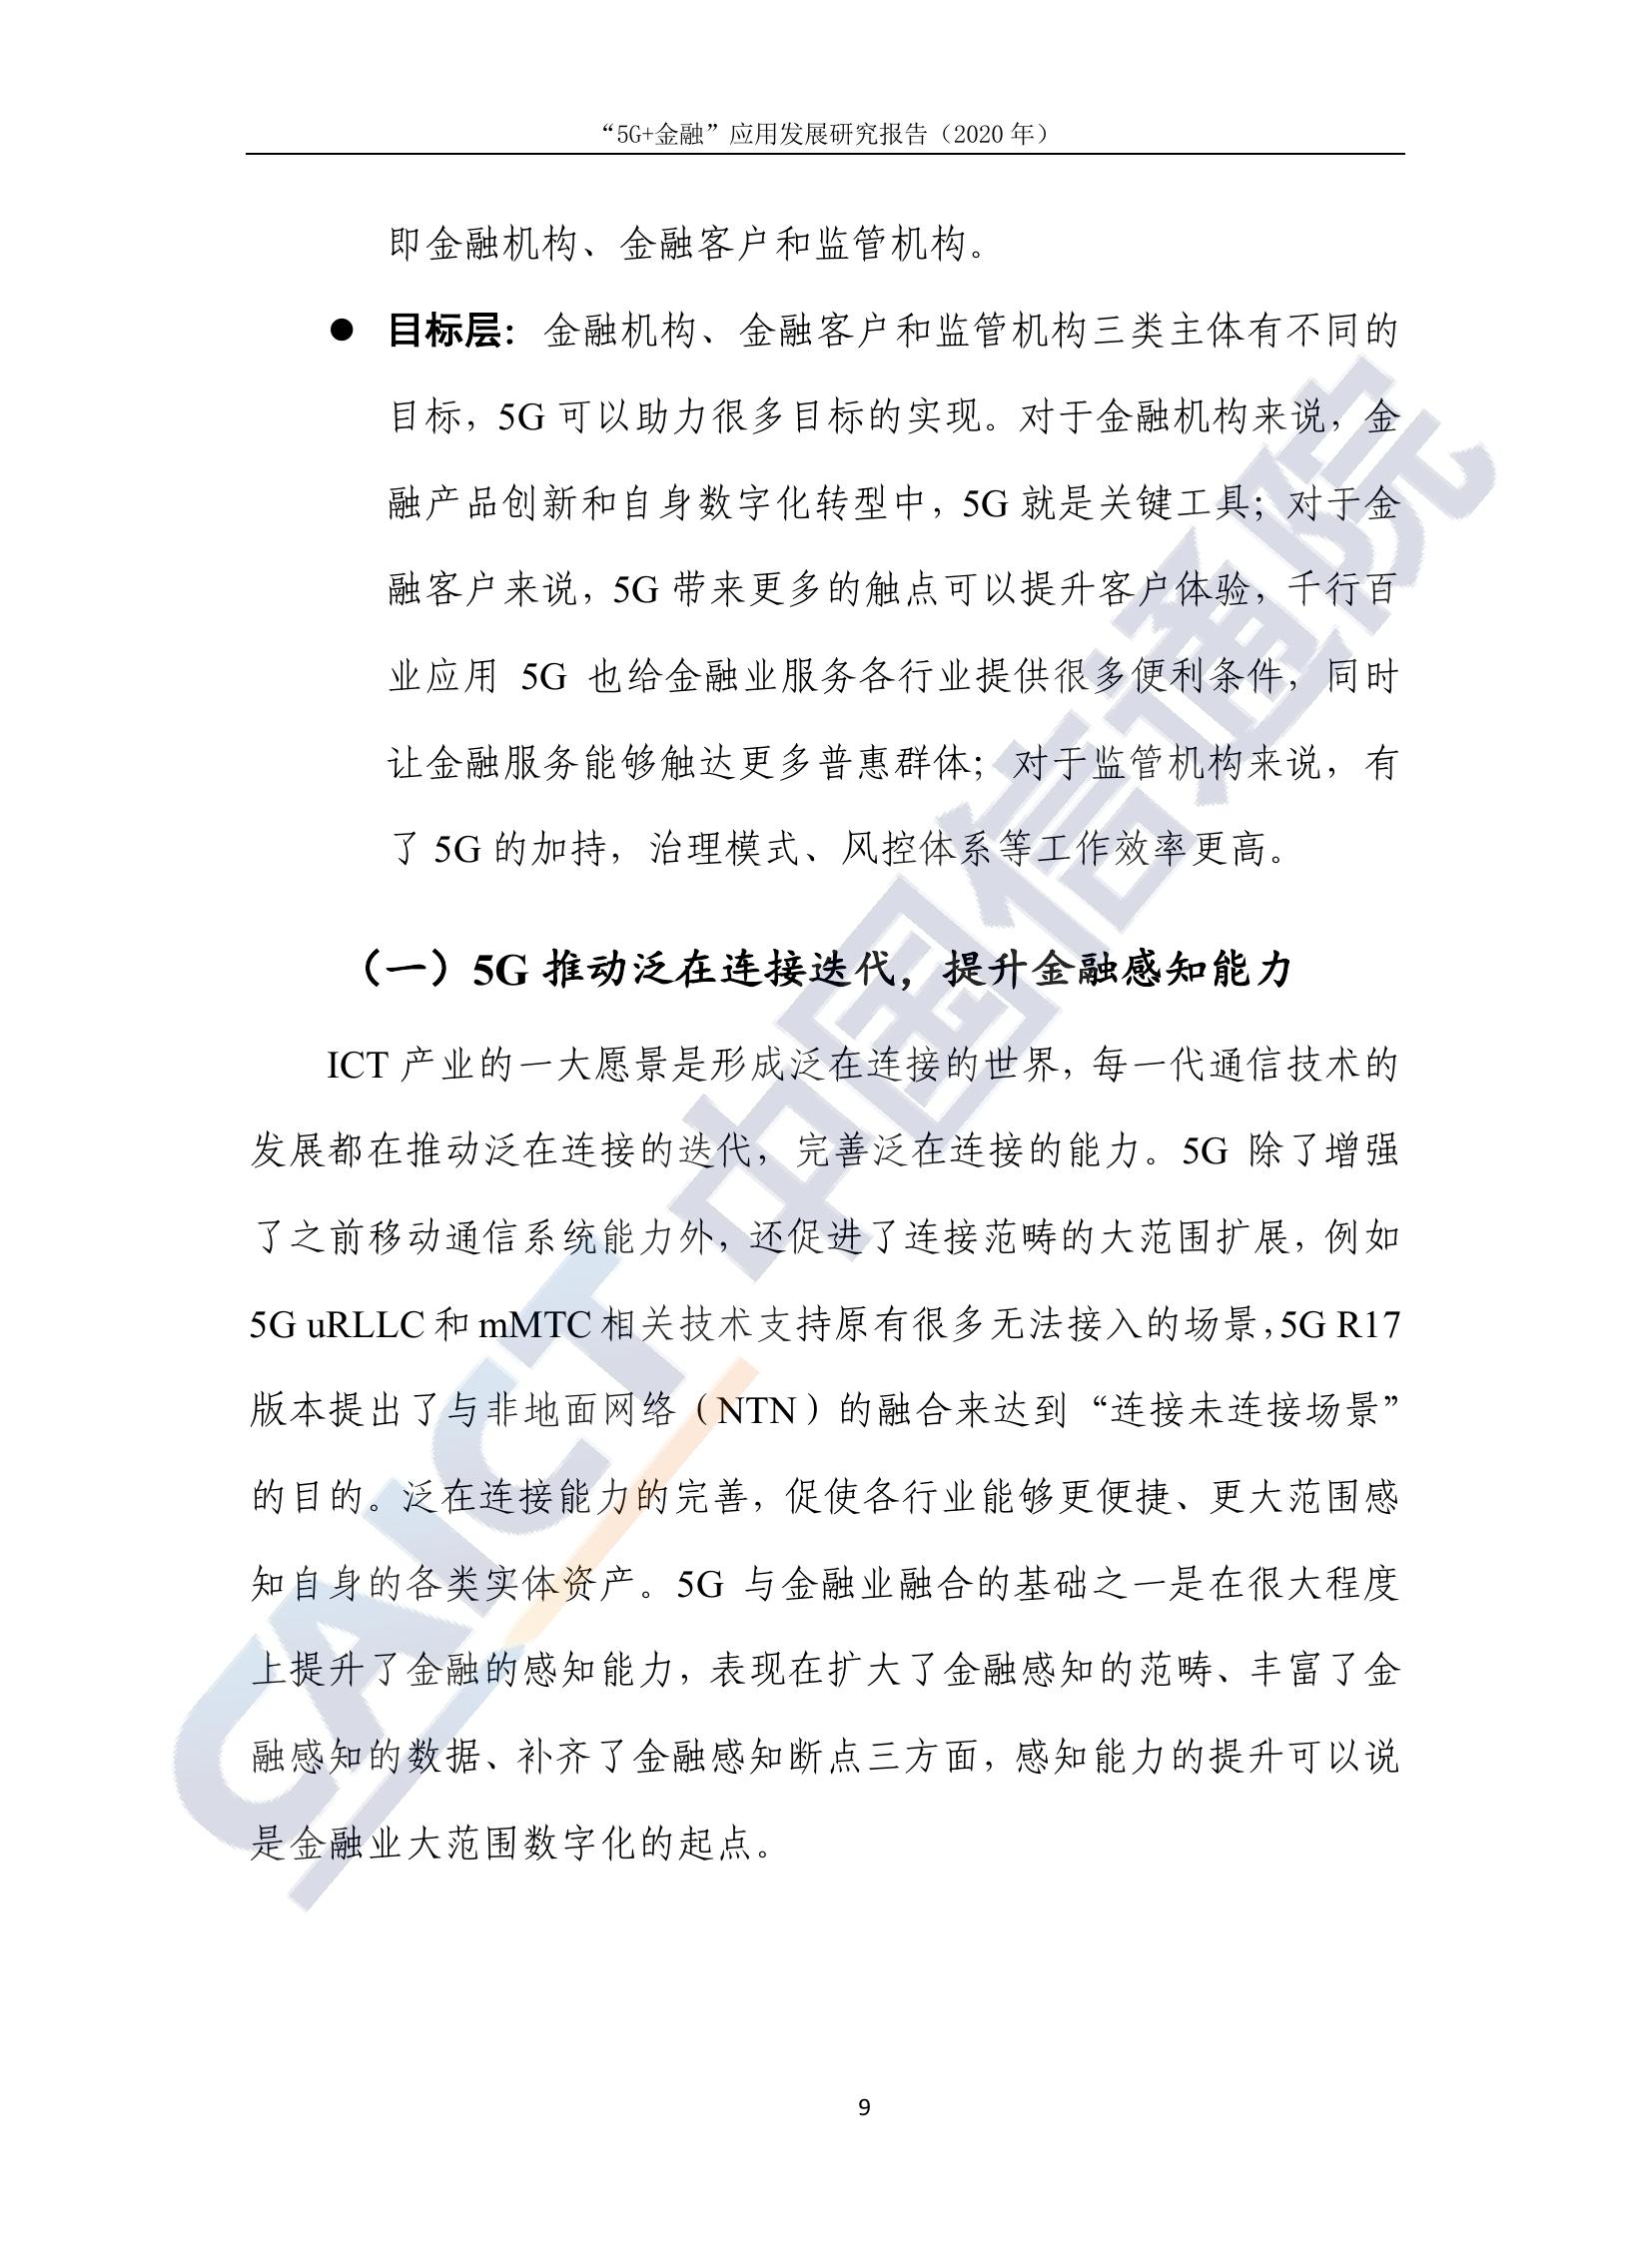 “5G+金融”应用发展研究报告（2020 年）
即金融机构、金融客户和监管机构。
● 目标层：金融机构、金融客户和监管机构三类主体有不同的
目标，5G 可以助力很多目标的实现。对于金融机构来说，金
融产品创新和自身数字化转型中，5G 就是关键工具；对于金
融客户来说，5G 带来更多的触点可以提升客户体验，千行百
业应用 5G 也给金融业服务各行业提供很多便利条件，同时
让金融服务能够触达更多普惠群体；对于监管机构来说，有
了 5G 的加持，治理模式、风控体系等工作效率更高。
（一）5G 推动泛在连接迭代，提升金融感知能力
ICT 产业的一大愿景是形成泛在连接的世界，每一代通信技术的
发展都在推动泛在连接的迭代，完善泛在连接的能力。5G 除了增强
了之前移动通信系统能力外，还促进了连接范畴的大范围扩展，例如
5G uRLLC 和 mMTC 相关技术支持原有很多无法接入的场景，5G R17
版本提出了与非地面网络（NTN）的融合来达到“连接未连接场景”
的目的。泛在连接能力的完善，促使各行业能够更便捷、更大范围感
知自身的各类实体资产。5G 与金融业融合的基础之一是在很大程度
上提升了金融的感知能力，表现在扩大了金融感知的范畴、丰富了金
融感知的数据、补齐了金融感知断点三方面，感知能力的提升可以说
是金融业大范围数字化的起点。
CAICT 中国信通院
9